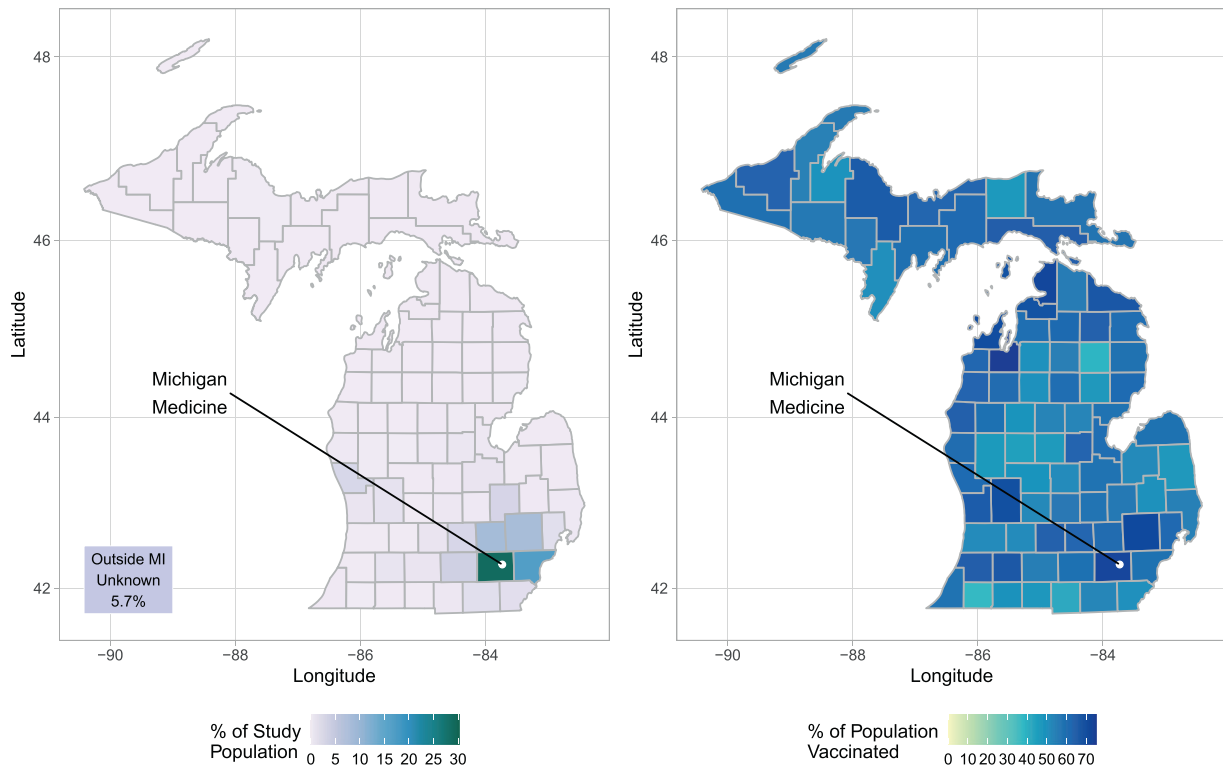 48
46
44
42
Latitude
Michigan
Medicine
Outside MI
Unknown
5.7%
−90
−88
−86
−84
Longitude
% of Study
Population
0 5 10 15 20 25 30
48
46
44
42
Latitude
Michigan
Medicine
−90
−88
−86
−84
Longitude
% of Population
Vaccinated
0 10 20 30 40 50 60 70